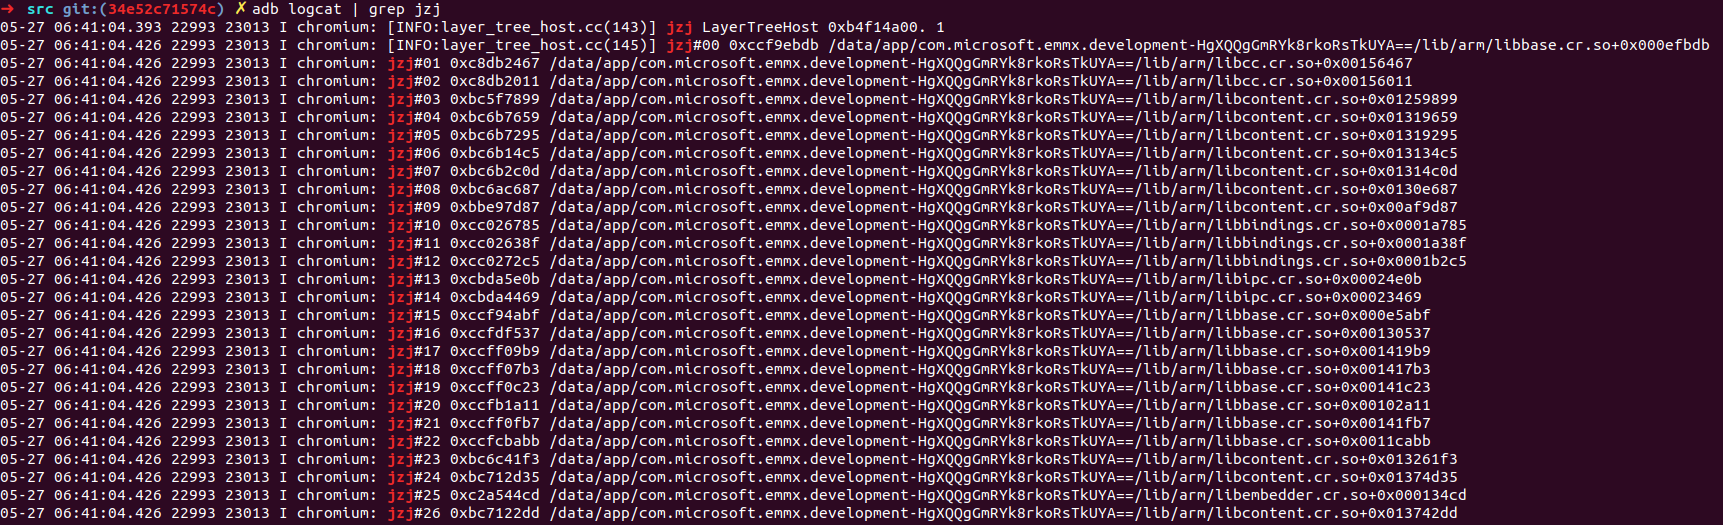 ➜ src git:(34e52c71574c) ✗ adb logcat | grep jzj
05-27 06:41:04.393 22993 23013 I chromium: [INFO:layer_tree_host.cc(143)] jzj LayerTreeHost 0xb4f14a00. 1
05-27 06:41:04.426 22993 23013 I chromium: [INFO:layer_tree_host.cc(145)] jzj#00 0xccf9ebdb /data/app/com.microsoft.emmx.development-HgXQQgGmRYk8rkoRsTkUYA==/lib/arm/libbase.cr.so+0x000efbdb
05-27 06:41:04.426 22993 23013 I chromium: jzj#01 0xc8db2467 /data/app/com.microsoft.emmx.development-HgXQQgGmRYk8rkoRsTkUYA==/lib/arm/libcc.cr.so+0x00156467
05-27 06:41:04.426 22993 23013 I chromium: jzj#02 0xc8db2011 /data/app/com.microsoft.emmx.development-HgXQQgGmRYk8rkoRsTkUYA==/lib/arm/libcc.cr.so+0x00156011
05-27 06:41:04.426 22993 23013 I chromium: jzj#03 0xbc5f7899 /data/app/com.microsoft.emmx.development-HgXQQgGmRYk8rkoRsTkUYA==/lib/arm/libcontent.cr.so+0x01259899
05-27 06:41:04.426 22993 23013 I chromium: jzj#04 0xbc6b7659 /data/app/com.microsoft.emmx.development-HgXQQgGmRYk8rkoRsTkUYA==/lib/arm/libcontent.cr.so+0x01319659
05-27 06:41:04.426 22993 23013 I chromium: jzj#05 0xbc6b7295 /data/app/com.microsoft.emmx.development-HgXQQgGmRYk8rkoRsTkUYA==/lib/arm/libcontent.cr.so+0x01319295
05-27 06:41:04.426 22993 23013 I chromium: jzj#06 0xbc6b14c5 /data/app/com.microsoft.emmx.development-HgXQQgGmRYk8rkoRsTkUYA==/lib/arm/libcontent.cr.so+0x013134c5
05-27 06:41:04.426 22993 23013 I chromium: jzj#07 0xbc6b2c0d /data/app/com.microsoft.emmx.development-HgXQQgGmRYk8rkoRsTkUYA==/lib/arm/libcontent.cr.so+0x01314c0d
05-27 06:41:04.426 22993 23013 I chromium: jzj#08 0xbc6ac687 /data/app/com.microsoft.emmx.development-HgXQQgGmRYk8rkoRsTkUYA==/lib/arm/libcontent.cr.so+0x0130e687
05-27 06:41:04.426 22993 23013 I chromium: jzj#09 0xbbe97d87 /data/app/com.microsoft.emmx.development-HgXQQgGmRYk8rkoRsTkUYA==/lib/arm/libcontent.cr.so+0x00af9d87
05-27 06:41:04.426 22993 23013 I chromium: jzj#10 0xcc026785 /data/app/com.microsoft.emmx.development-HgXQQgGmRYk8rkoRsTkUYA==/lib/arm/libbindings.cr.so+0x0001a785
05-27 06:41:04.426 22993 23013 I chromium: jzj#11 0xcc02638f /data/app/com.microsoft.emmx.development-HgXQQgGmRYk8rkoRsTkUYA==/lib/arm/libbindings.cr.so+0x0001a38f
05-27 06:41:04.426 22993 23013 I chromium: jzj#12 0xcc0272c5 /data/app/com.microsoft.emmx.development-HgXQQgGmRYk8rkoRsTkUYA==/lib/arm/libbindings.cr.so+0x0001b2c5
05-27 06:41:04.426 22993 23013 I chromium: jzj#13 0xcbda5e0b /data/app/com.microsoft.emmx.development-HgXQQgGmRYk8rkoRsTkUYA==/lib/arm/libipc.cr.so+0x00024e0b
05-27 06:41:04.426 22993 23013 I chromium: jzj#14 0xcbda4469 /data/app/com.microsoft.emmx.development-HgXQQgGmRYk8rkoRsTkUYA==/lib/arm/libipc.cr.so+0x00023469
05-27 06:41:04.426 22993 23013 I chromium: jzj#15 0xccf94abf /data/app/com.microsoft.emmx.development-HgXQQgGmRYk8rkoRsTkUYA==/lib/arm/libbase.cr.so+0x000e5abf
05-27 06:41:04.426 22993 23013 I chromium: jzj#16 0xccfdf537 /data/app/com.microsoft.emmx.development-HgXQQgGmRYk8rkoRsTkUYA==/lib/arm/libbase.cr.so+0x00130537
05-27 06:41:04.426 22993 23013 I chromium: jzj#17 0xccff09b9 /data/app/com.microsoft.emmx.development-HgXQQgGmRYk8rkoRsTkUYA==/lib/arm/libbase.cr.so+0x001419b9
05-27 06:41:04.426 22993 23013 I chromium: jzj#18 0xccff07b3 /data/app/com.microsoft.emmx.development-HgXQQgGmRYk8rkoRsTkUYA==/lib/arm/libbase.cr.so+0x001417b3
05-27 06:41:04.426 22993 23013 I chromium: jzj#19 0xccff0c23 /data/app/com.microsoft.emmx.development-HgXQQgGmRYk8rkoRsTkUYA==/lib/arm/libbase.cr.so+0x00141c23
05-27 06:41:04.426 22993 23013 I chromium: jzj#20 0xccfb1a11 /data/app/com.microsoft.emmx.development-HgXQQgGmRYk8rkoRsTkUYA==/lib/arm/libbase.cr.so+0x00102a11
05-27 06:41:04.426 22993 23013 I chromium: jzj#21 0xccff0fb7 /data/app/com.microsoft.emmx.development-HgXQQgGmRYk8rkoRsTkUYA==/lib/arm/libbase.cr.so+0x00141fb7
05-27 06:41:04.426 22993 23013 I chromium: jzj#22 0xccfcbabb /data/app/com.microsoft.emmx.development-HgXQQgGmRYk8rkoRsTkUYA==/lib/arm/libbase.cr.so+0x0011cabb
05-27 06:41:04.426 22993 23013 I chromium: jzj#23 0xbc6c41f3 /data/app/com.microsoft.emmx.development-HgXQQgGmRYk8rkoRsTkUYA==/lib/arm/libcontent.cr.so+0x013261f3
05-27 06:41:04.426 22993 23013 I chromium: jzj#24 0xbc712d35 /data/app/com.microsoft.emmx.development-HgXQQgGmRYk8rkoRsTkUYA==/lib/arm/libcontent.cr.so+0x01374d35
05-27 06:41:04.426 22993 23013 I chromium: jzj#25 0xc2a544cd /data/app/com.microsoft.emmx.development-HgXQQgGmRYk8rkoRsTkUYA==/lib/arm/libembedder.cr.so+0x000134cd
05-27 06:41:04.426 22993 23013 I chromium: jzj#26 0xbc7122dd /data/app/com.microsoft.emmx.development-HgXQQgGmRYk8rkoRsTkUYA==/lib/arm/libcontent.cr.so+0x013742dd